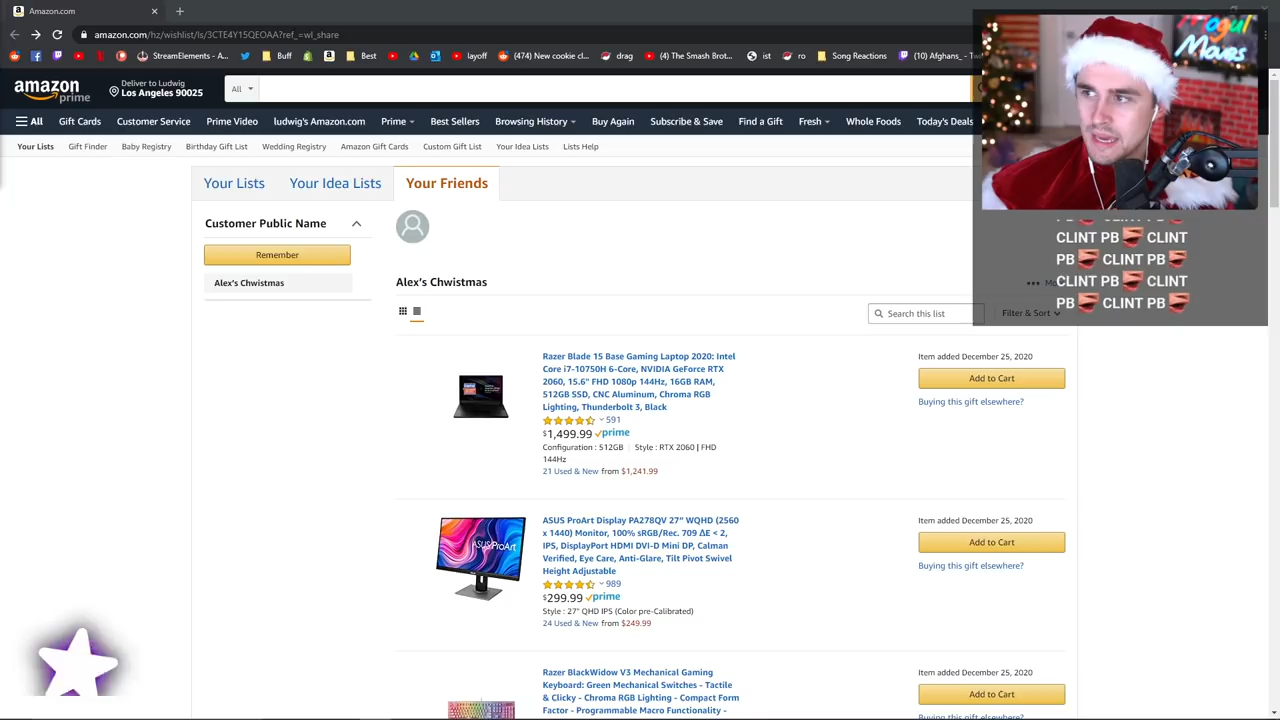 Amazon.com
amazon.com/hz/wishlist/ls/3CTE4Y15QEOAA?ref_=wl_share
StreamElements - A... Buff Best layoff (474) New cookie cl... drag (4) The Smash Brot... ist ro Song Reactions (10) Afghans_ - Tw
Mogul
Moves
amazon prime
Deliver to Ludwig
Los Angeles 90025
All
All Gift Cards Customer Service Prime Video ludwig's Amazon.com Prime Best Sellers Browsing History Buy Again Subscribe & Save Find a Gift Fresh Whole Foods Today's Deals
Your Lists Gift Finder Baby Registry Birthday Gift List Wedding Registry Amazon Gift Cards Custom Gift List Your Idea Lists Lists Help
Your Lists Your Idea Lists Your Friends
Customer Public Name
Remember
Alex's Chwistmas
CLINT PB CLINT
PB CLINT PB
CLINT PB CLINT
PB CLINT PB
Alex's Chwistmas
Search this list
Filter & Sort
Razer Blade 15 Base Gaming Laptop 2020: Intel
Core i7-10750H 6-Core, NVIDIA GeForce RTX
2060, 15.6" FHD 1080p 144Hz, 16GB RAM,
512GB SSD, CNC Aluminum, Chroma RGB
Lighting, Thunderbolt 3, Black
591
$1,499.99 prime
Configuration : 512GB Style : RTX 2060 | FHD
144Hz
21 Used & New from $1,241.99
Item added December 25, 2020
Add to Cart
Buying this gift elsewhere?
ASUS ProArt
ASUS ProArt Display PA278QV 27" WQHD (2560
x 1440) Monitor, 100% sRGB/Rec. 709 ΔE < 2,
IPS, DisplayPort HDMI DVI-D Mini DP, Calman
Verified, Eye Care, Anti-Glare, Tilt Pivot Swivel
Height Adjustable
989
$299.99 prime
Style : 27" QHD IPS (Color pre-Calibrated)
24 Used & New from $249.99
Item added December 25, 2020
Add to Cart
Buying this gift elsewhere?
Razer BlackWidow V3 Mechanical Gaming
Keyboard: Green Mechanical Switches - Tactile
& Clicky - Chroma RGB Lighting - Compact Form
Factor - Programmable Macro Functionality -
Item added December 25, 2020
Add to Cart
Buying this gift elsewhere?